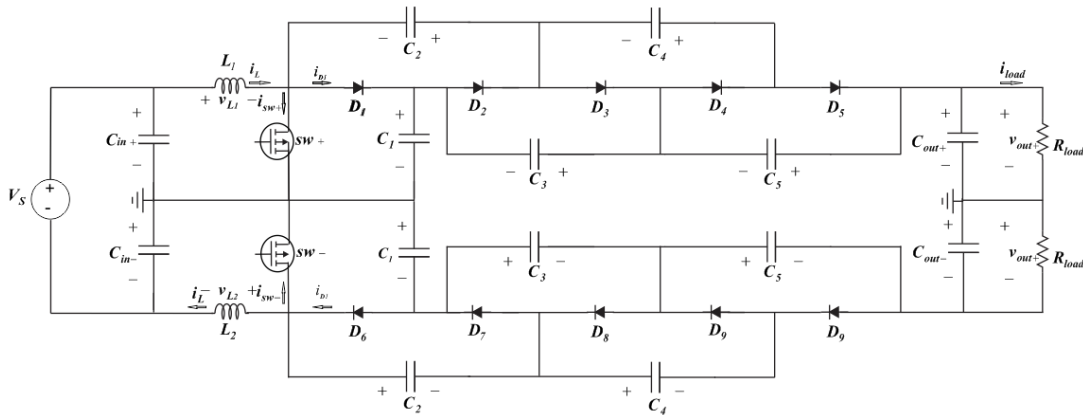 − C2 + − C4 +
L1 iL iD1 iload
+ vL1 − isw+ D1 D2 D3 D4 D5
+ Cin+ − sw+ C1 + − − C3 + − C5 + Cout+ + − vout+ + − Rload
VS + -
+ Cin− − sw− C1 + − + C3 − + C5 − Cout− + − vout+ + − Rload
iL − vL2 + isw− iD1
L2 D6 D7 D8 D9 D9
+ C2 − + C4 −